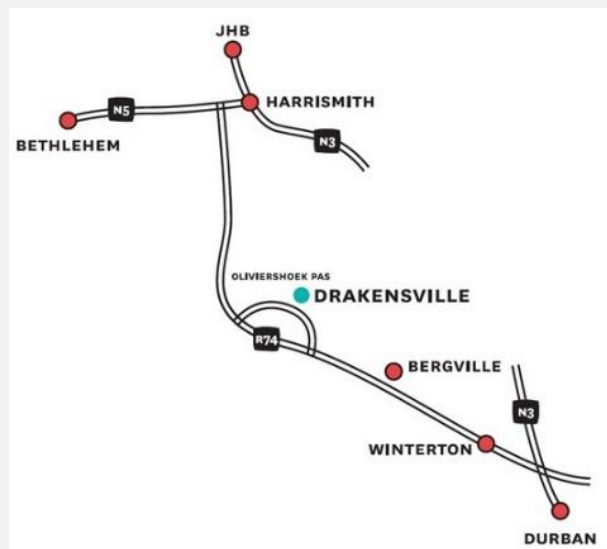 JHB
HARRISMITH
N5
BETHLEHEM
N3
OLIVIERSHOEK PAS
DRAKENSVILLE
R74
BERGVILLE
N3
WINTERTON
DURBAN